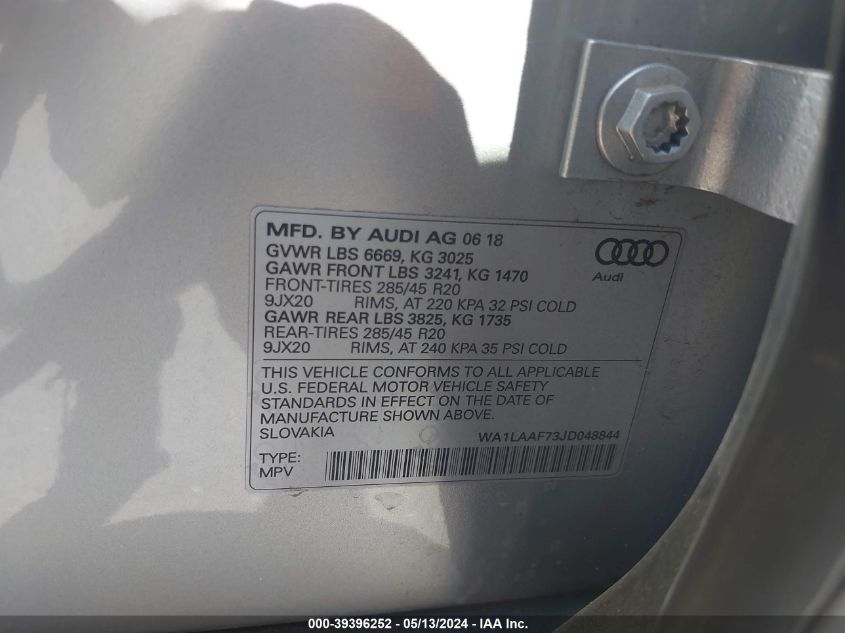 MFD. BY AUDI AG 06 18
GVWR LBS 6669, KG 3025
GAWR FRONT LBS 3241, KG 1470
FRONT-TIRES 285/45 R20
9JX20 RIMS, AT 220 KPA 32 PSI COLD
GAWR REAR LBS 3825, KG 1735
REAR-TIRES 285/45 R20
9JX20 RIMS, AT 240 KPA 35 PSI COLD
Audi
THIS VEHICLE CONFORMS TO ALL APPLICABLE
U.S. FEDERAL MOTOR VEHICLE SAFETY
STANDARDS IN EFFECT ON THE DATE OF
MANUFACTURE SHOWN ABOVE.
SLOVAKIA WA1LAAF73JD048844
TYPE:
MPV
000-39396252 - 05/13/2024 - www.iaai.com